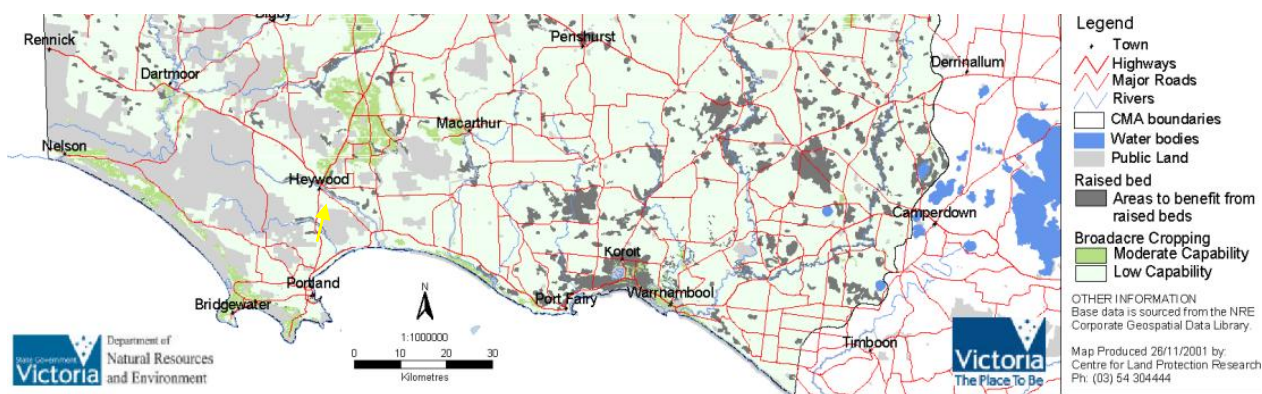 Digby
Rennick
Penshurst
Dartmoor
Derrinallum
Macarthur
Nelson
Heywood
Camperdown
Koroit
Portland
Bridgewater
Port Fairy
Warrnambool
Timboon
N
1:1000000
0 10 20 30
Kilometres
State Government
Victoria
Department of
Natural Resources
and Environment
Victoria
The Place To Be
Legend
Town
Highways
Major Roads
Rivers
CMA boundaries
Water bodies
Public Land
Raised bed
Areas to benefit from
raised beds
Broadacre Cropping
Moderate Capability
Low Capability
OTHER INFORMATION
Base data is sourced from the NRE
Corporate Geospatial Data Library.
Map Produced 26/11/2001 by:
Centre for Land Protection Research
Ph: (03) 54 304444